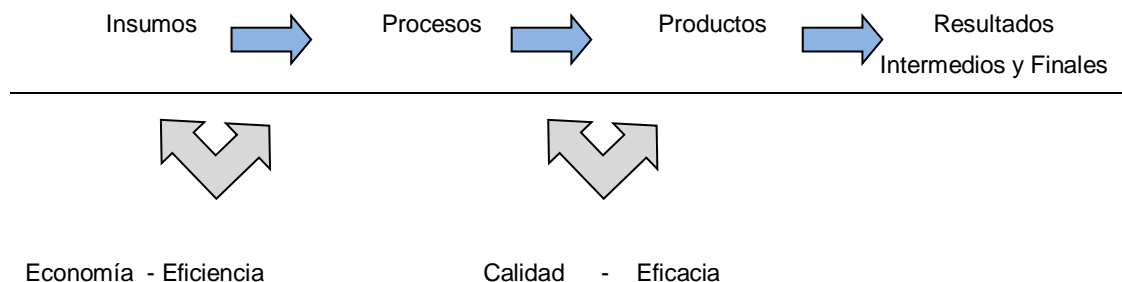 Insumos Procesos Productos Resultados
Intermedios y Finales
Economía - Eficiencia Calidad - Eficacia